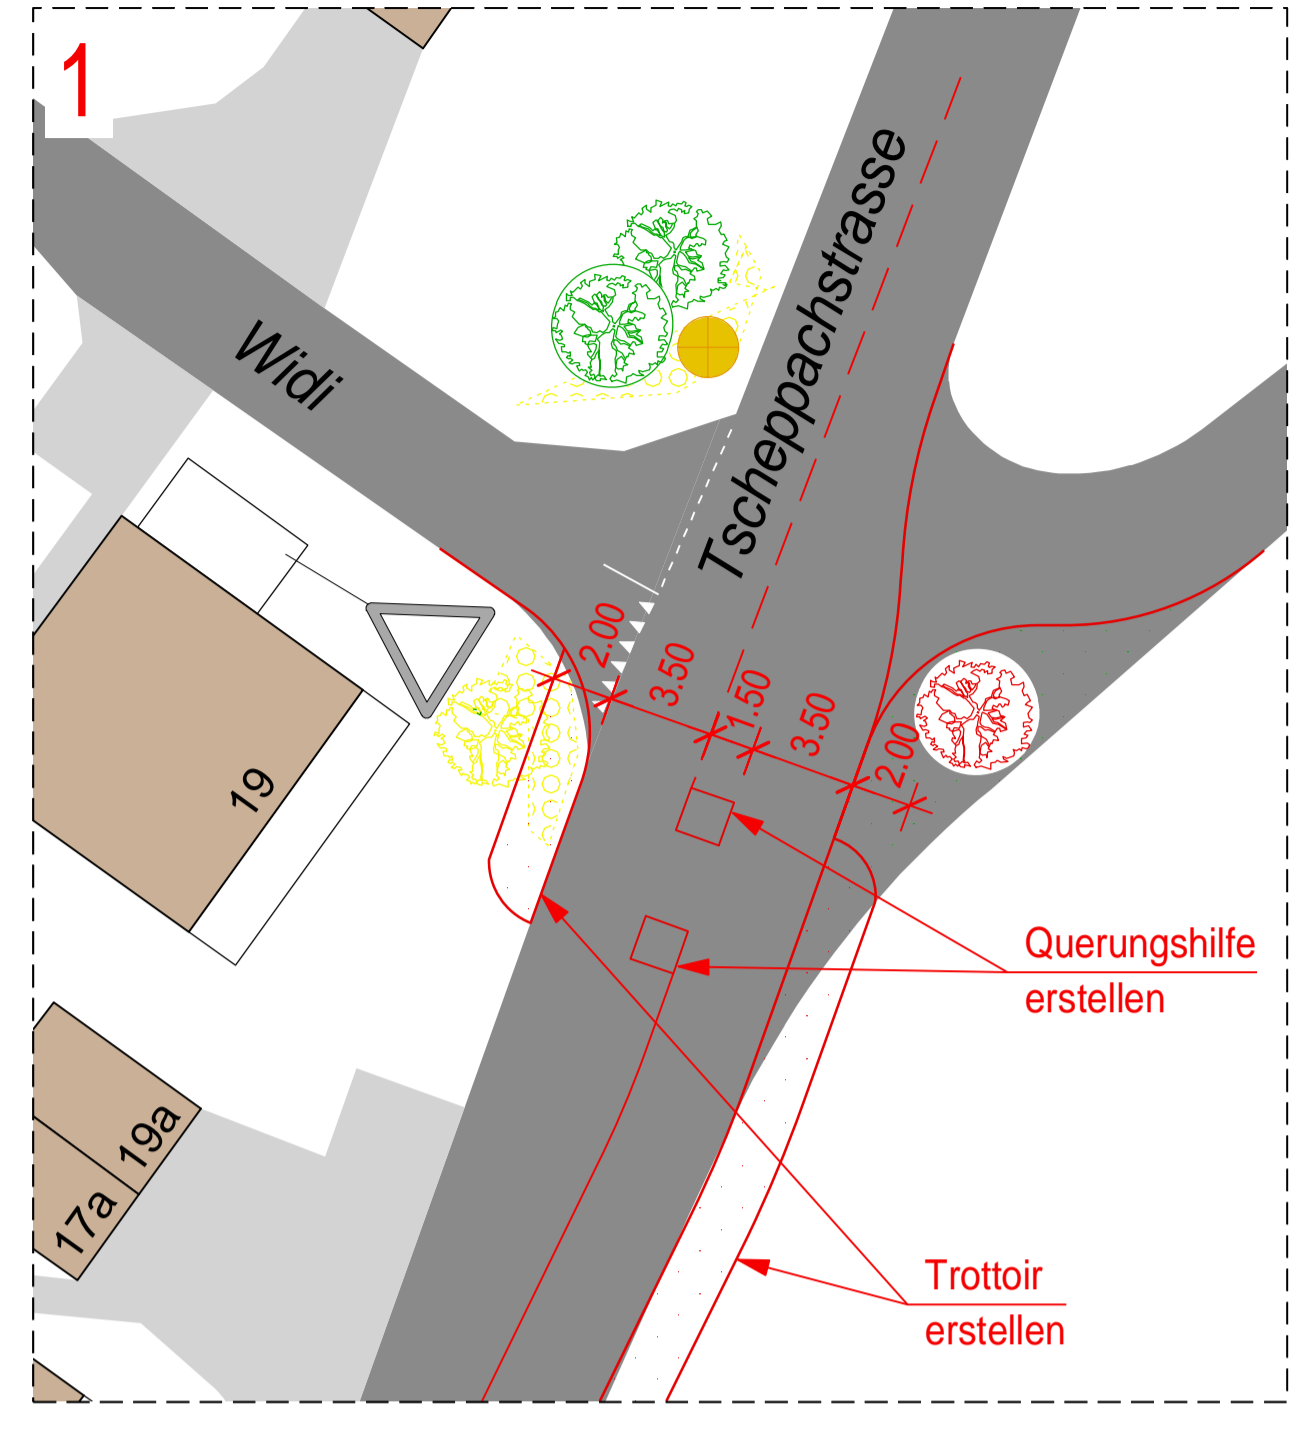 1
Widi
Tscheppachstrasse
2.00
3.50
1.50
3.50
2.00
19
Querungshilfe
erstellen
19a
17a
Trottoir
erstellen